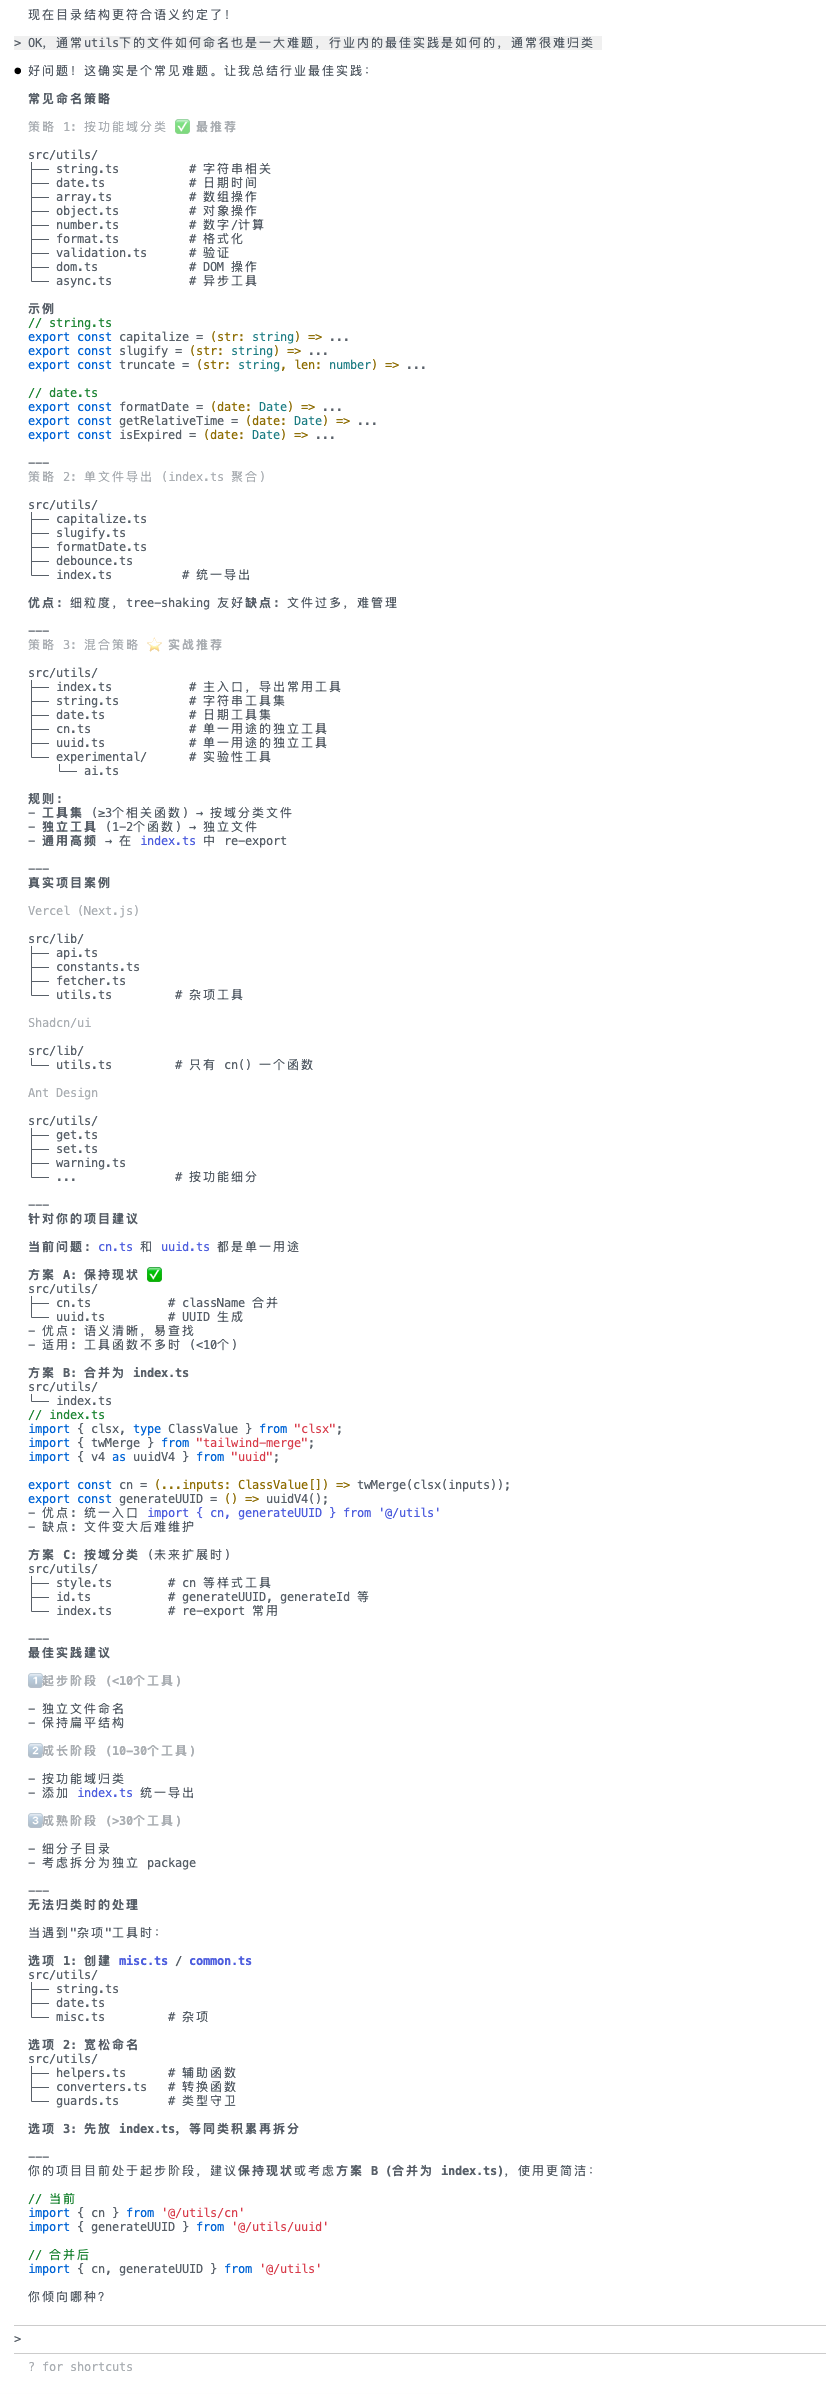 现在目录结构更符合语义约定了！
> OK, 通常utils下的文件如何命名也是一大难题，行业内的最佳实践是如何的，通常很难归类
● 好问题！这确实是个常见难题。让我总结行业最佳实践：
常见命名策略
策略 1: 按功能域分类 ✅ 最推荐
src/utils/
├── string.ts          # 字符串相关
├── date.ts            # 日期时间
├── array.ts           # 数组操作
├── object.ts          # 对象操作
├── number.ts          # 数字/计算
├── format.ts          # 格式化
├── validation.ts      # 验证
├── dom.ts             # DOM 操作
└── async.ts           # 异步工具
示例
// string.ts
export const capitalize = (str: string) => ...
export const slugify = (str: string) => ...
export const truncate = (str: string, len: number) => ...
// date.ts
export const formatDate = (date: Date) => ...
export const getRelativeTime = (date: Date) => ...
export const isExpired = (date: Date) => ...
---
策略 2: 单文件导出 (index.ts 聚合)
src/utils/
├── capitalize.ts
├── slugify.ts
├── formatDate.ts
├── debounce.ts
└── index.ts          # 统一导出
优点: 细粒度，tree-shaking 友好缺点: 文件过多，难管理
---
策略 3: 混合策略 ⭐ 实战推荐
src/utils/
├── index.ts           # 主入口，导出常用工具
├── string.ts          # 字符串工具集
├── date.ts            # 日期工具集
├── cn.ts              # 单一用途的独立工具
├── uuid.ts            # 单一用途的独立工具
└── experimental/      # 实验性工具
    └── ai.ts
规则:
- 工具集 (≥3个相关函数) → 按域分类文件
- 独立工具 (1-2个函数) → 独立文件
- 通用高频 → 在 index.ts 中 re-export
---
真实项目案例
Vercel (Next.js)
src/lib/
├── api.ts
├── constants.ts
├── fetcher.ts
└── utils.ts         # 杂项工具
Shadcn/ui
src/lib/
└── utils.ts         # 只有 cn() 一个函数
Ant Design
src/utils/
├── get.ts
├── set.ts
├── warning.ts
└── ...              # 按功能细分
---
针对你的项目建议
当前问题: cn.ts 和 uuid.ts 都是单一用途
方案 A: 保持现状 ✅
src/utils/
├── cn.ts           # className 合并
└── uuid.ts         # UUID 生成
- 优点: 语义清晰，易查找
- 适用: 工具函数不多时 (<10个)
方案 B: 合并为 index.ts
src/utils/
└── index.ts
// index.ts
import { clsx, type ClassValue } from "clsx";
import { twMerge } from "tailwind-merge";
import { v4 as uuidV4 } from "uuid";
export const cn = (...inputs: ClassValue[]) => twMerge(clsx(inputs));
export const generateUUID = () => uuidV4();
- 优点: 统一入口 import { cn, generateUUID } from '@/utils'
- 缺点: 文件变大后难维护
方案 C: 按域分类 (未来扩展时)
src/utils/
├── style.ts        # cn 等样式工具
├── id.ts           # generateUUID, generateId 等
└── index.ts        # re-export 常用
---
最佳实践建议
1️⃣起步阶段 (<10个工具)
- 独立文件命名
- 保持扁平结构
2️⃣成长阶段 (10-30个工具)
- 按功能域归类
- 添加 index.ts 统一导出
3️⃣成熟阶段 (>30个工具)
- 细分子目录
- 考虑拆分为独立 package
---
无法归类时的处理
当遇到"杂项"工具时：
选项 1: 创建 misc.ts / common.ts
src/utils/
├── string.ts
├── date.ts
└── misc.ts         # 杂项
选项 2: 宽松命名
src/utils/
├── helpers.ts      # 辅助函数
├── converters.ts   # 转换函数
└── guards.ts       # 类型守卫
选项 3: 先放 index.ts，等同类积累再拆分
---
你的项目目前处于起步阶段，建议保持现状或考虑方案 B (合并为 index.ts)，使用更简洁：
// 当前
import { cn } from '@/utils/cn'
import { generateUUID } from '@/utils/uuid'
// 合并后
import { cn, generateUUID } from '@/utils'
你倾向哪种？
>
? for shortcuts